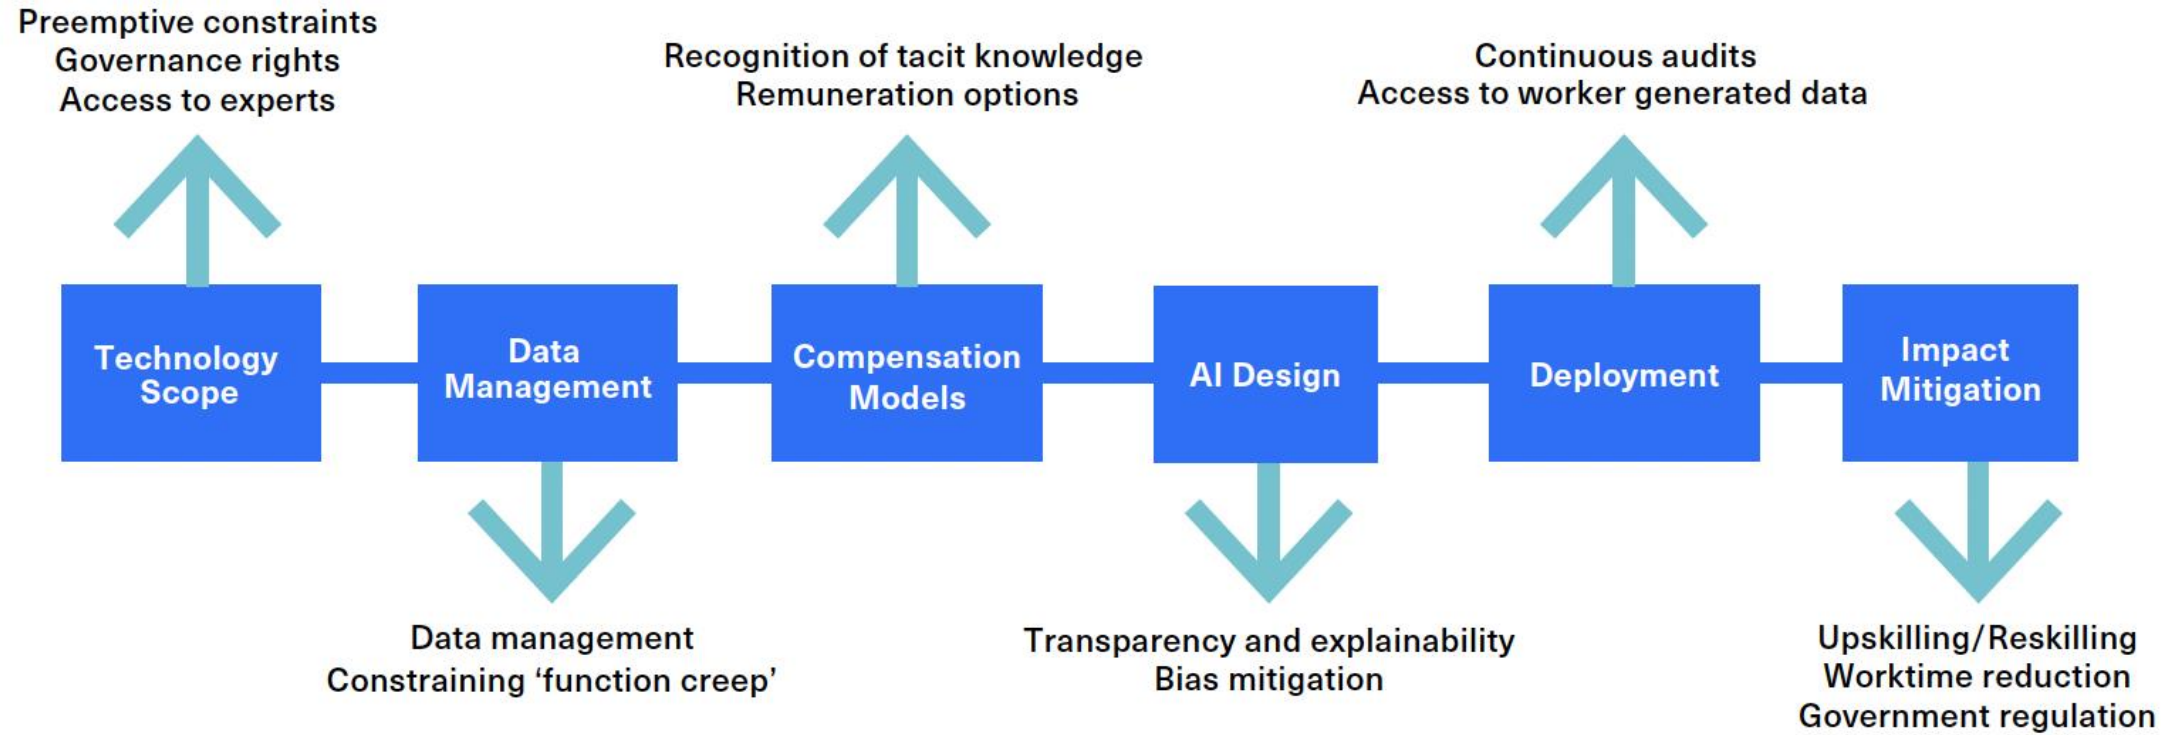 Preemptive constraints
Governance rights
Access to experts
Recognition of tacit knowledge
Remuneration options
Continuous audits
Access to worker generated data
Technology
Scope
Data
Management
Compensation
Models
AI Design
Deployment
Impact
Mitigation
Data management
Constraining ‘function creep’
Transparency and explainability
Bias mitigation
Upskilling/Reskilling
Worktime reduction
Government regulation